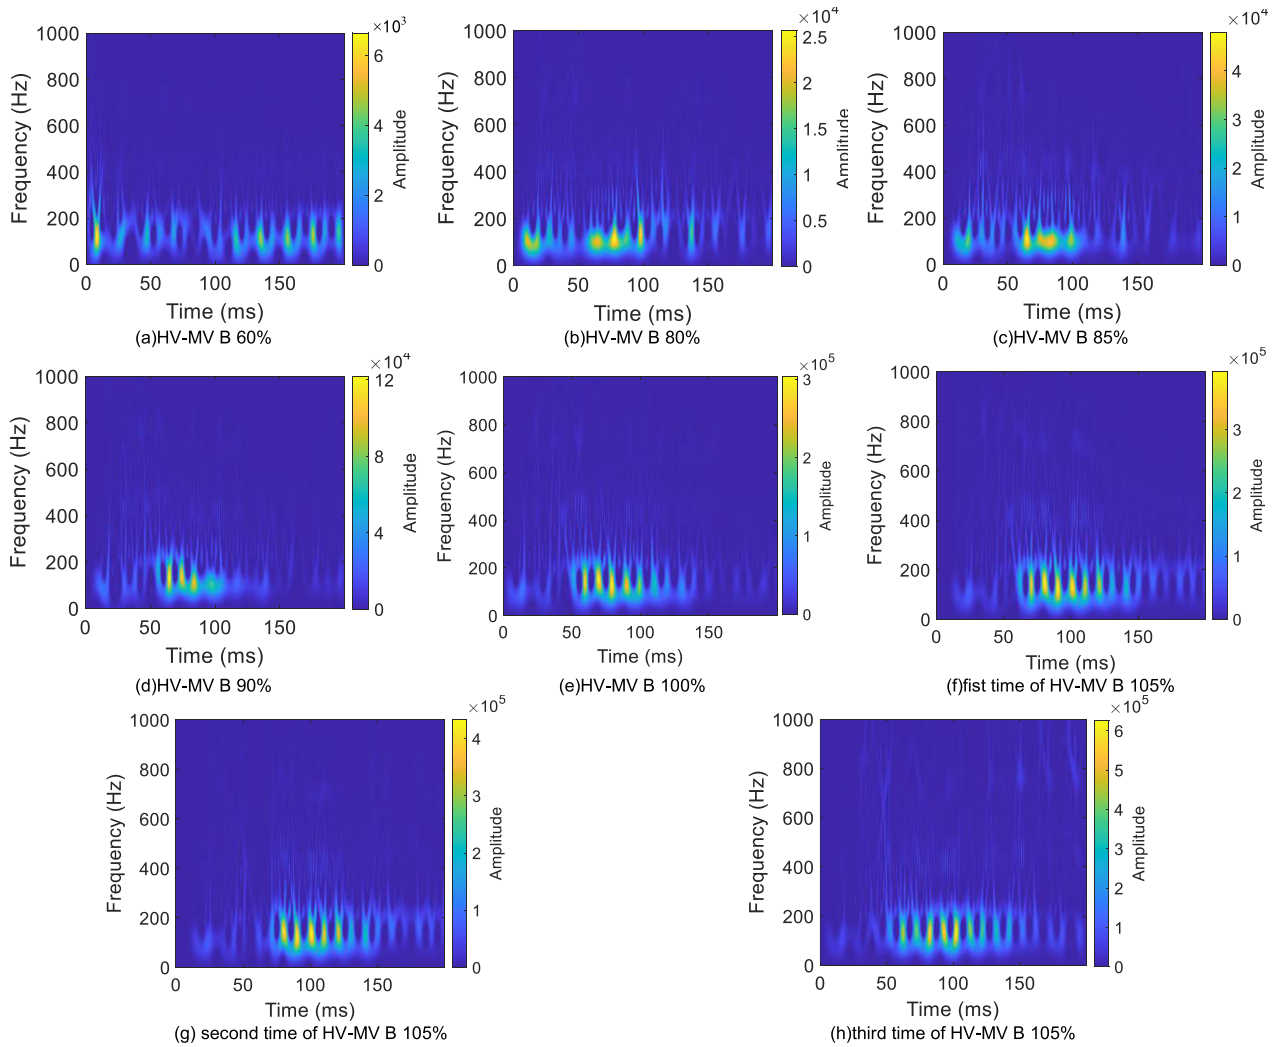 ×10³
1000
800
600
400
200
0
Frequency (Hz)
0 50 100 150
Time (ms)
6
4
2
0
Amplitude
(a)HV-MV B 60%
×10⁴
1000
800
600
400
200
0
Frequency (Hz)
0 50 100 150
Time (ms)
2.5
2
1.5
1
0.5
0
Amplitude
(b)HV-MV B 80%
×10⁴
1000
800
600
400
200
0
Frequency (Hz)
0 50 100 150
Time (ms)
4
3
2
1
0
Amplitude
(c)HV-MV B 85%
×10⁴
1000
800
600
400
200
0
Frequency (Hz)
0 50 100 150
Time (ms)
12
8
4
0
Amplitude
(d)HV-MV B 90%
×10⁵
1000
800
600
400
200
0
Frequency (Hz)
0 50 100 150
Time (ms)
3
2
1
0
Amplitude
(e)HV-MV B 100%
×10⁵
1000
800
600
400
200
0
Frequency (Hz)
0 50 100 150
Time (ms)
3
2
1
0
Amplitude
(f)fist time of HV-MV B 105%
×10⁵
1000
800
600
400
200
0
Frequency (Hz)
0 50 100 150
Time (ms)
4
3
2
1
0
Amplitude
(g) second time of HV-MV B 105%
×10⁵
1000
800
600
400
200
0
Frequency (Hz)
0 50 100 150
Time (ms)
6
5
4
3
2
1
0
Amplitude
(h)third time of HV-MV B 105%